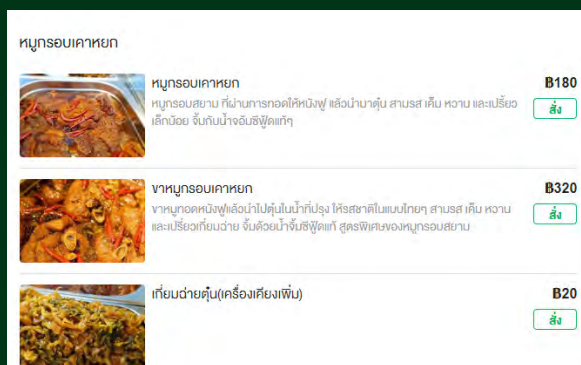 หมูกรอบเคาหยก
หมูกรอบเคาหยก
฿180
หมูกรอบสยาม ที่ผ่านการทอดให้หนังฟู แล้วนำมาตุ๋น สามรส เค็ม หวาน และเปรี้ยว
เล็กน้อย จิ้มกับน้ำจิ้มซีฟู้ดแท้ๆ
สั่ง
ขาหมูกรอบเคาหยก
฿320
ขาหมูทอดหนังฟูแล้วนำไปตุ๋นในน้ำที่ปรุง ให้รสชาติในแบบไทยๆ สามรส เค็ม หวาน
และเปรี้ยวเกี่ยมฉ่าย จิ้มด้วยน้ำจิ้มซีฟู้ดแท้ สูตรพิเศษของหมูกรอบสยาม
สั่ง
เกี่ยมฉ่ายตุ๋น(เครื่องเคียงเพิ่ม)
฿20
สั่ง